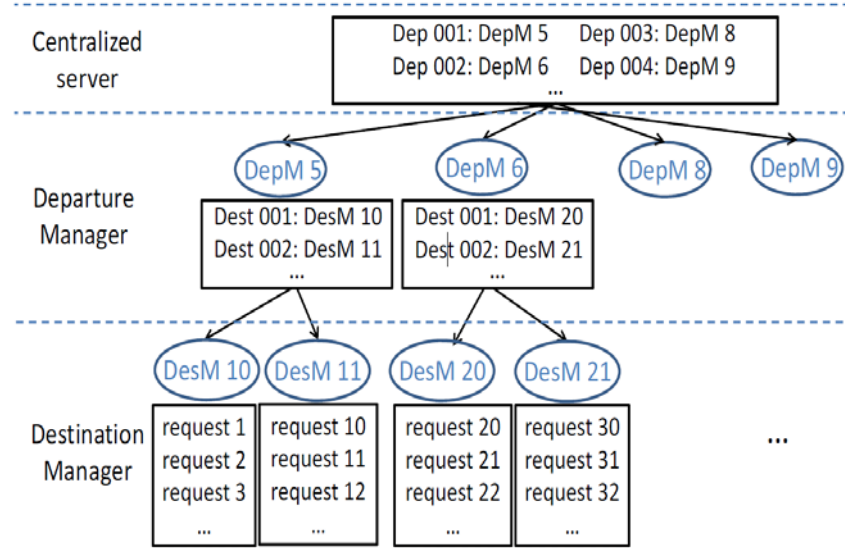 Centralized
server
Dep 001: DepM 5 Dep 003: DepM 8
Dep 002: DepM 6 Dep 004: DepM 9
...
Departure
Manager
DepM 5
DepM 6
DepM 8
DepM 9
Dest 001: DesM 10
Dest 002: DesM 11
...
Dest 001: DesM 20
Dest 002: DesM 21
...
Destination
Manager
DesM 10
DesM 11
DesM 20
DesM 21
request 1
request 2
request 3
...
request 10
request 11
request 12
...
request 20
request 21
request 22
...
request 30
request 31
request 32
...
...